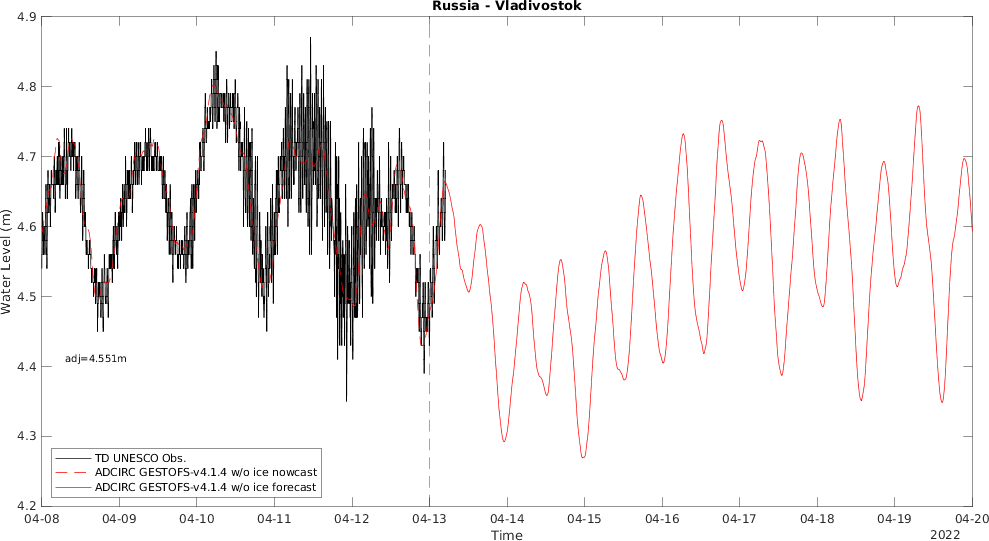 Russia - Vladivostok
4.9
4.8
4.7
4.6
4.5
4.4
4.3
4.2
Water Level (m)
adj=4.551m
TD UNESCO Obs.
ADCIRC GESTOFS-v4.1.4 w/o ice nowcast
ADCIRC GESTOFS-v4.1.4 w/o ice forecast
04-08 04-09 04-10 04-11 04-12 04-13 04-14 04-15 04-16 04-17 04-18 04-19 04-20
Time
2022